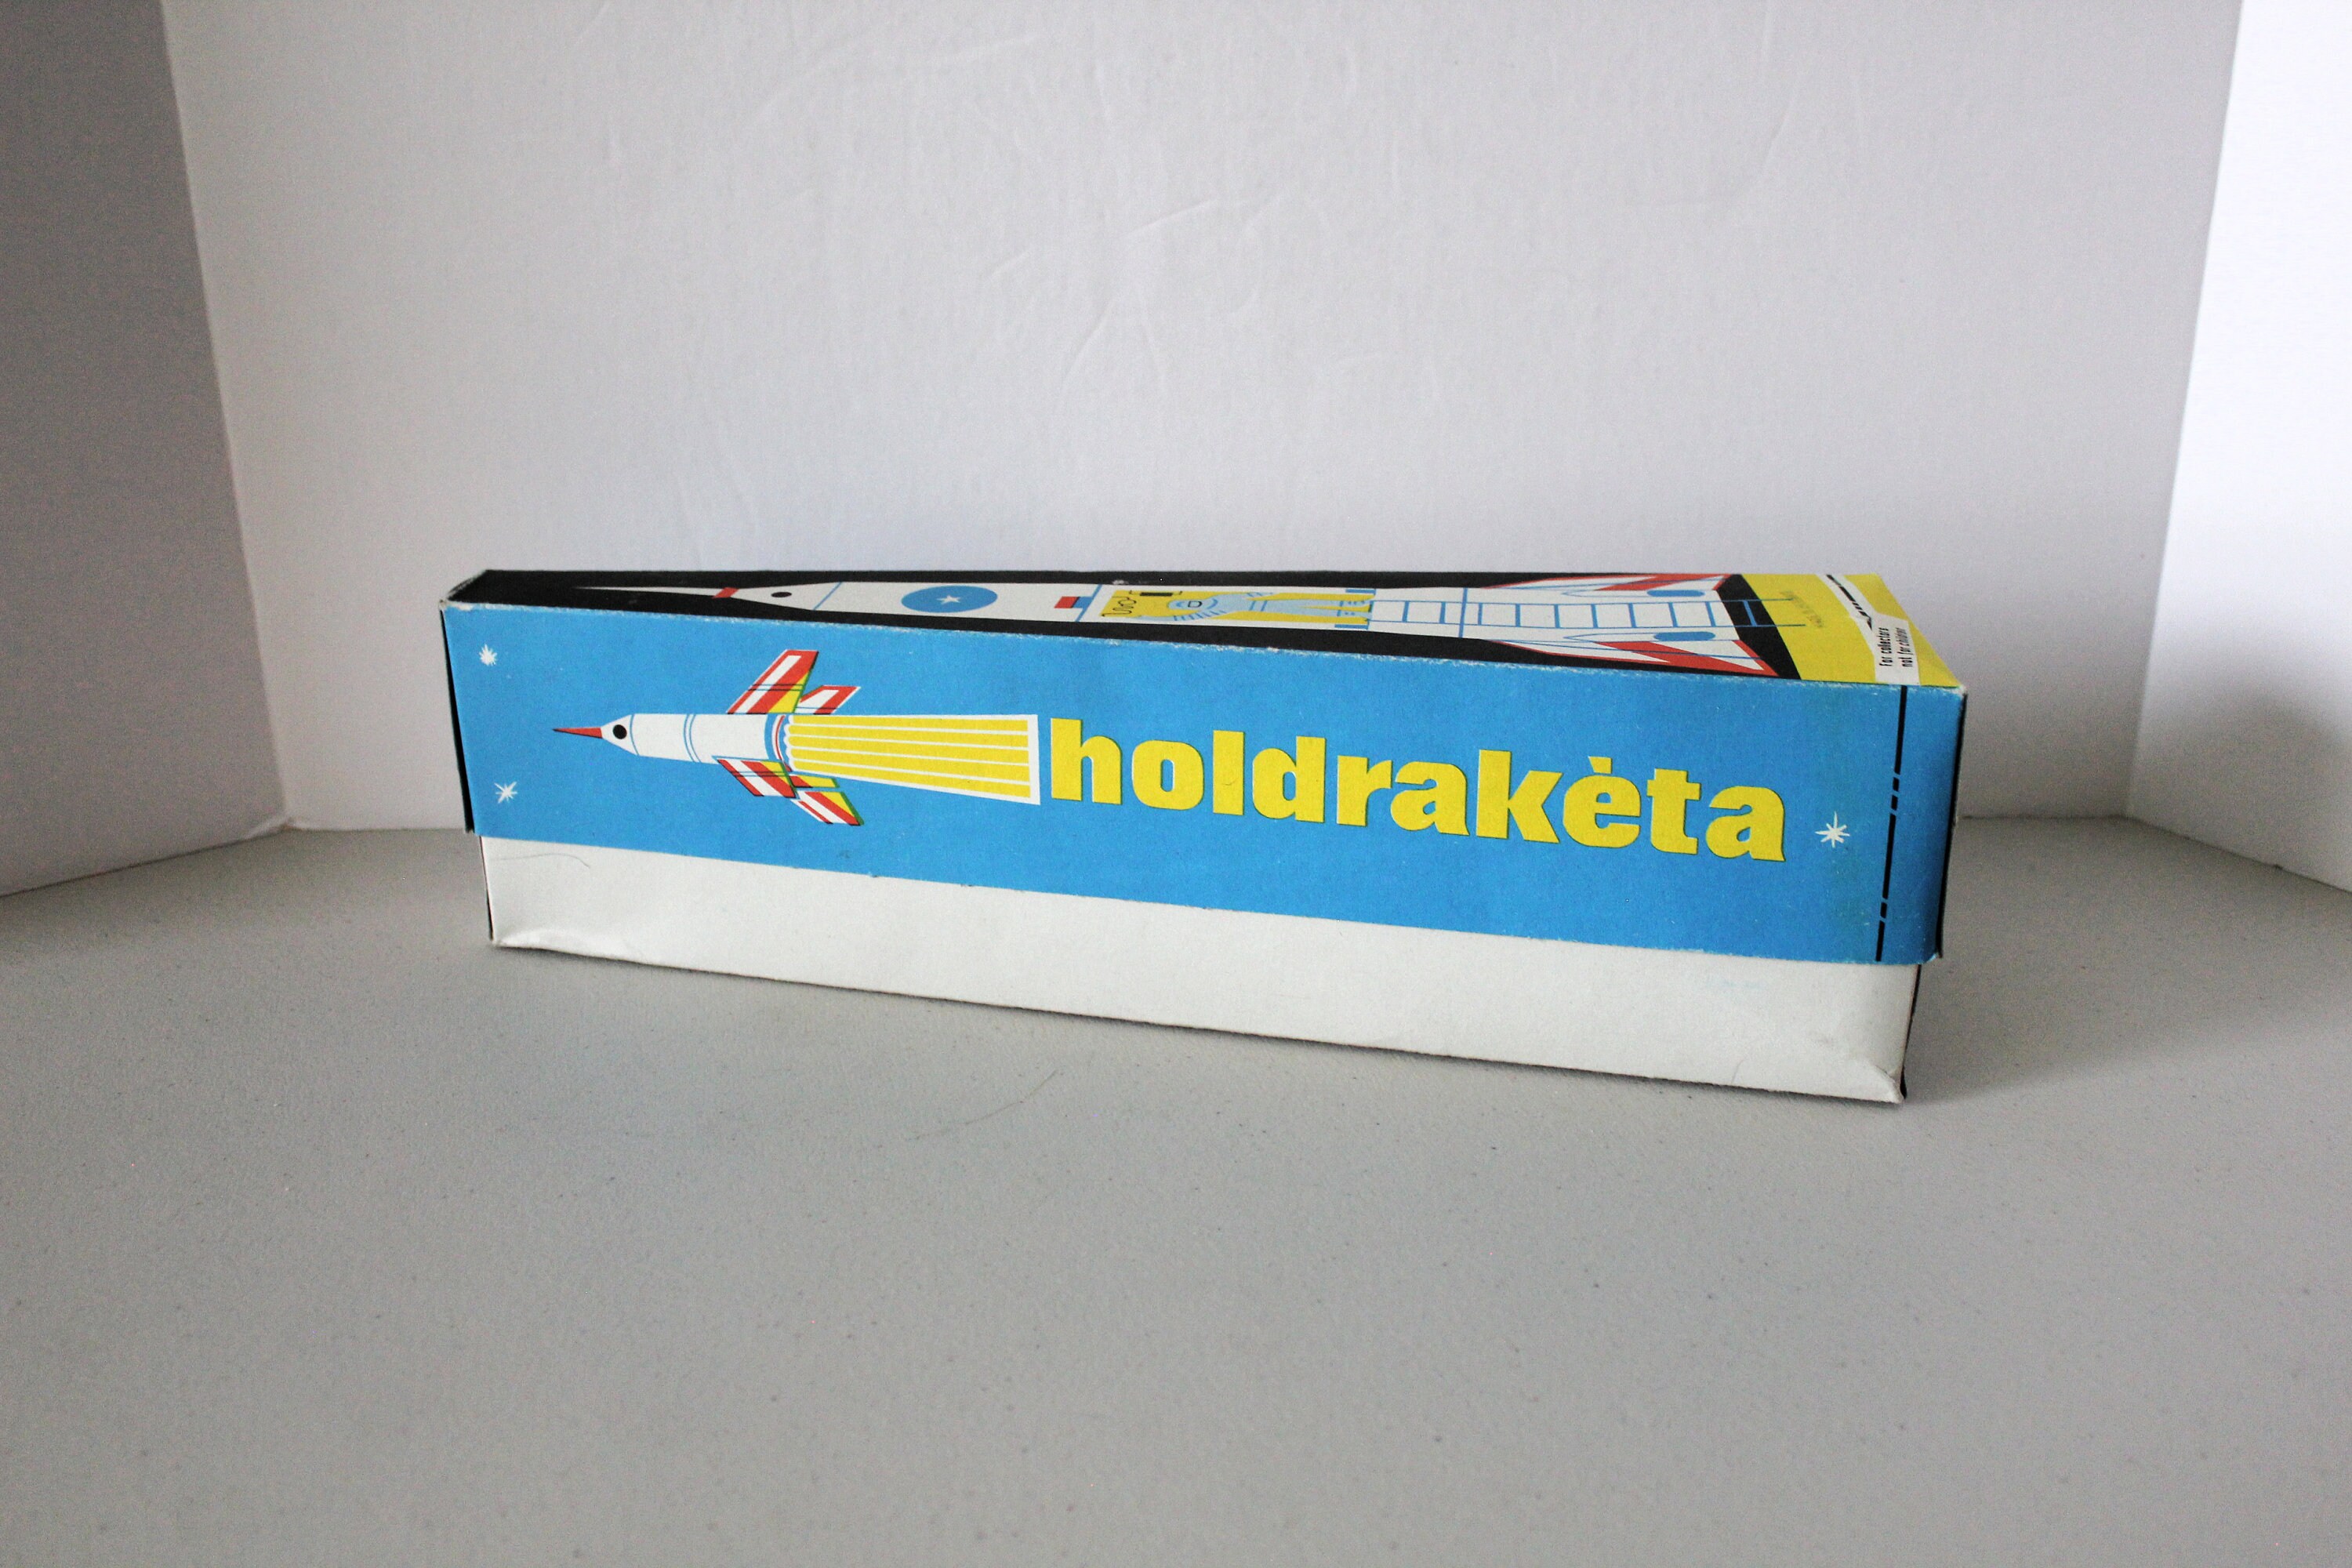 holdrakèta
For collectors
not for children